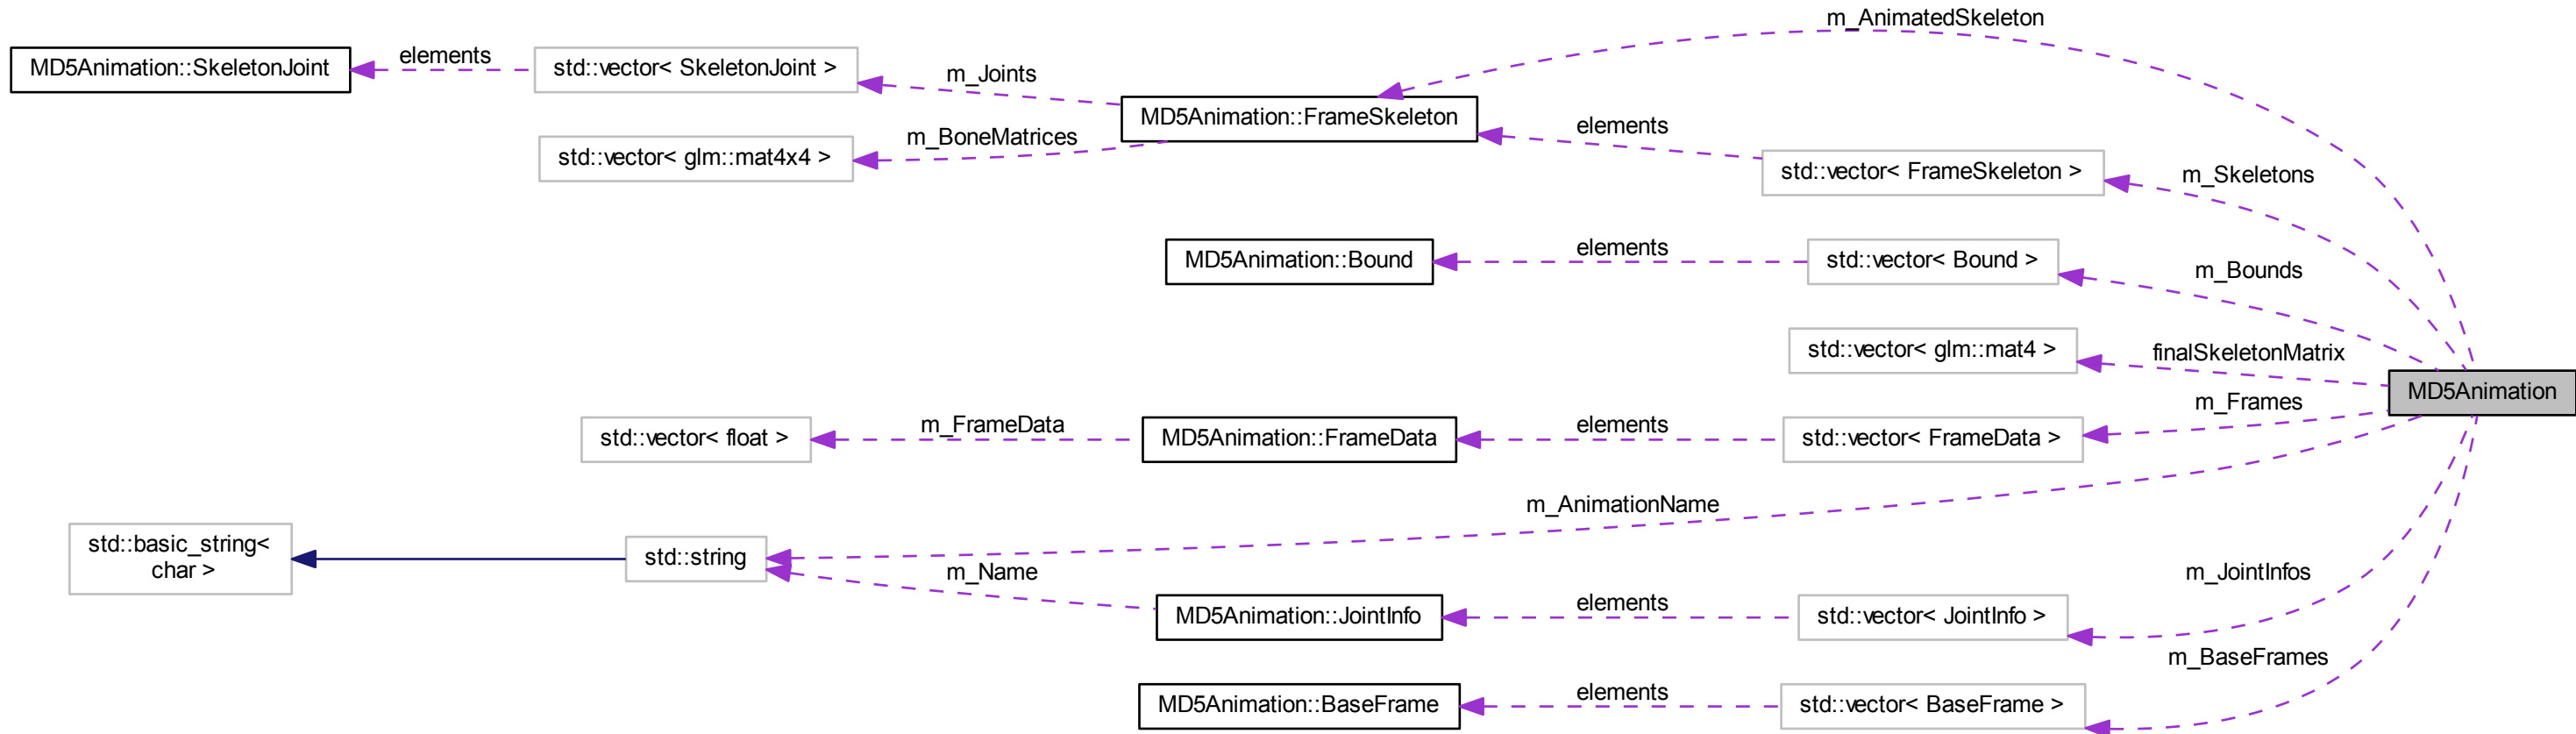 m_AnimatedSkeleton
MD5Animation::SkeletonJoint
elements
std::vector< SkeletonJoint >
m_Joints
MD5Animation::FrameSkeleton
m_BoneMatrices
std::vector< glm::mat4x4 >
elements
std::vector< FrameSkeleton >
m_Skeletons
MD5Animation::Bound
elements
std::vector< Bound >
m_Bounds
std::vector< glm::mat4 >
finalSkeletonMatrix
MD5Animation
std::vector< float >
m_FrameData
MD5Animation::FrameData
elements
std::vector< FrameData >
m_Frames
m_AnimationName
std::basic_string<
char >
std::string
m_Name
MD5Animation::JointInfo
elements
std::vector< JointInfo >
m_JointInfos
MD5Animation::BaseFrame
elements
std::vector< BaseFrame >
m_BaseFrames